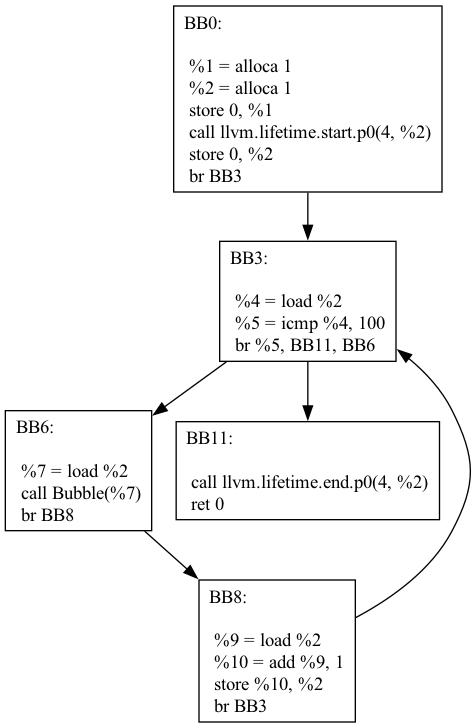 BB0:
%1 = alloca 1
%2 = alloca 1
store 0, %1
call llvm.lifetime.start.p0(4, %2)
store 0, %2
br BB3
BB3:
%4 = load %2
%5 = icmp %4, 100
br %5, BB11, BB6
BB6:
%7 = load %2
call Bubble(%7)
br BB8
BB11:
call llvm.lifetime.end.p0(4, %2)
ret 0
BB8:
%9 = load %2
%10 = add %9, 1
store %10, %2
br BB3